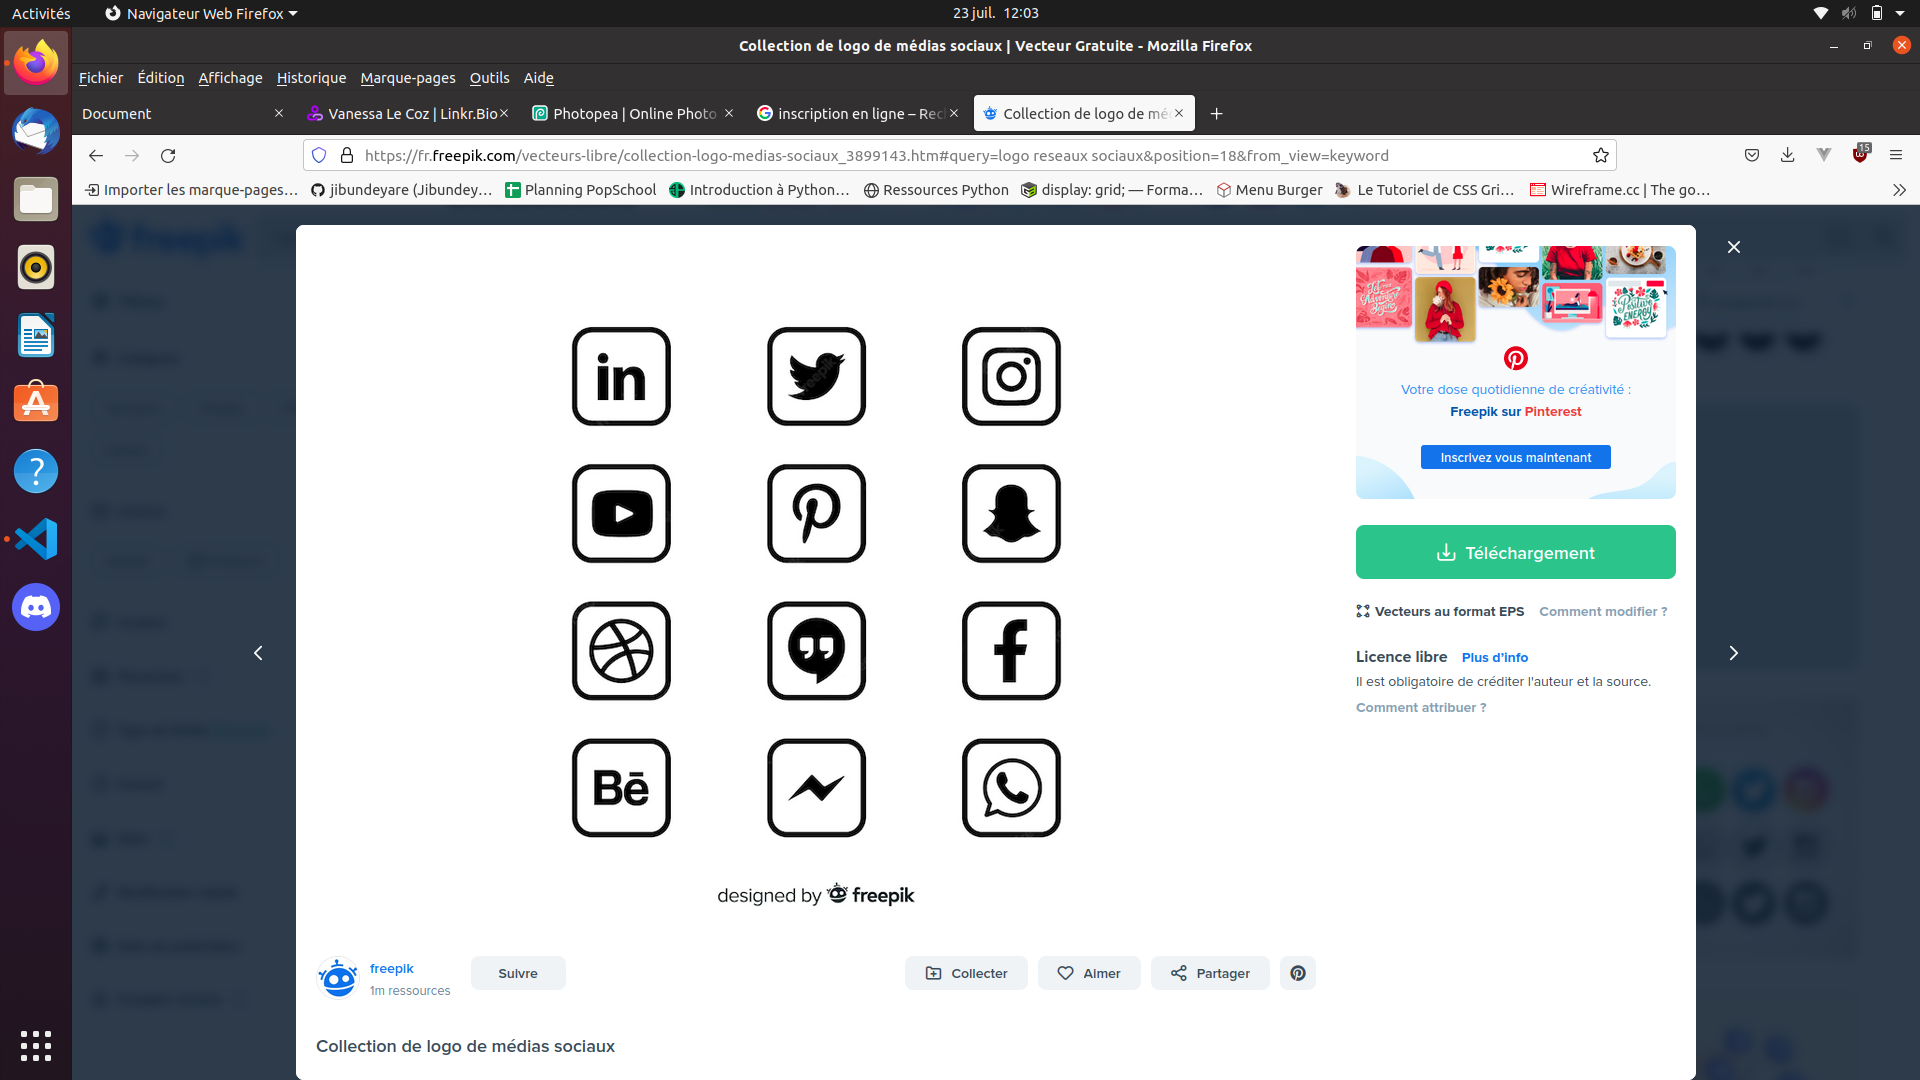 Activités
Navigateur Web Firefox
23 juil. 12:03
Collection de logo de médias sociaux | Vecteur Gratuite - Mozilla Firefox
Fichier Édition Affichage Historique Marque-pages Outils Aide
Document
Vanessa Le Coz | Linkr.Bio
Photopea | Online Photo
inscription en ligne – Rec
Collection de logo de mé
https://fr.freepik.com/vecteurs-libre/collection-logo-medias-sociaux_3899143.htm#query=logo reseaux sociaux&position=18&from_view=keyword
15
Importer les marque-pages…
jibundeyare (Jibundey…
Planning PopSchool
Introduction à Python…
Ressources Python
display: grid; — Forma…
Menu Burger
Le Tutoriel de CSS Gri…
Wireframe.cc | The go…
freepik
in
Bē
designed by freepik
Positive
ENERGY
Votre dose quotidienne de créativité :
Freepik sur Pinterest
Inscrivez vous maintenant
Téléchargement
Vecteurs au format EPS
Comment modifier ?
Licence libre
Plus d'info
Il est obligatoire de créditer l'auteur et la source.
Comment attribuer ?
freepik
1m ressources
Suivre
Collecter
Aimer
Partager
Collection de logo de médias sociaux